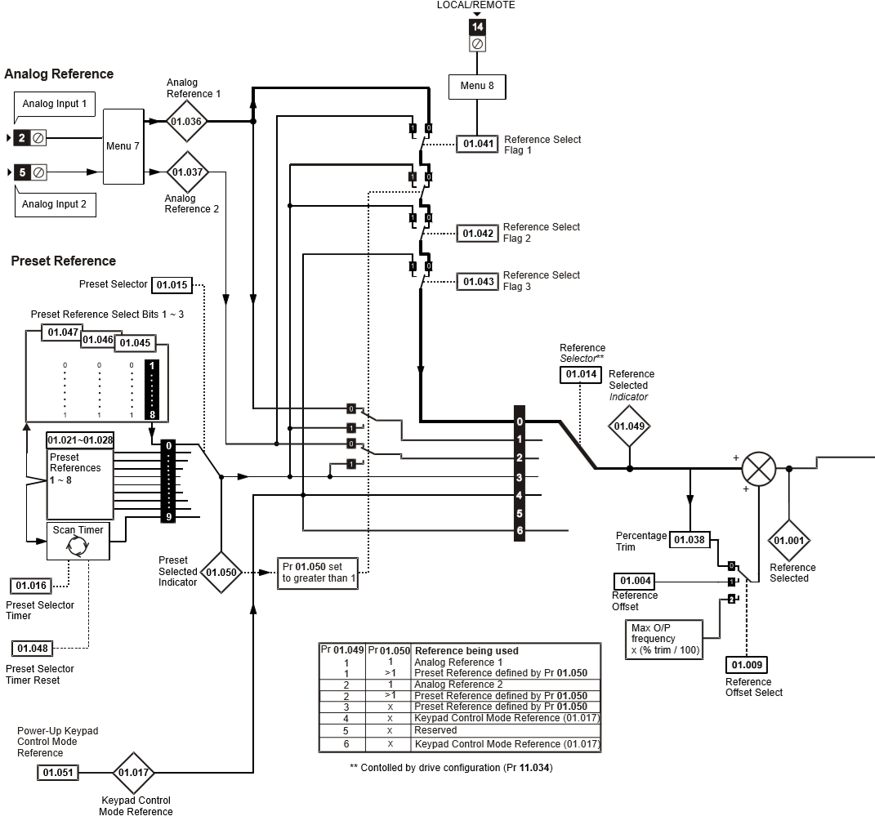 LOCAL/REMOTE
14
Menu 8
Analog Reference
Analog Input 1
2
5
Analog Input 2
Menu 7
Analog
Reference 1
01.036
01.037
Analog
Reference 2
1 0
01.041
Reference Select
Flag 1
1 0
1 0
01.042
Reference Select
Flag 2
1 0
01.043
Reference Select
Flag 3
Preset Reference
Preset Selector
01.015
Preset Reference Select Bits 1 ~ 3
01.047
01.046
01.045
0 0 0 1
1 1 1 8
01.021~01.028
Preset
References
1 ~ 8
0
9
Scan Timer
01.016
Preset Selector
Timer
01.048
Preset Selector
Timer Reset
Preset
Selected
Indicator
01.050
Pr 01.050 set
to greater than 1
0
1
0
1
0
1
2
3
4
5
6
Reference
Selector**
01.014
Reference
Selected
Indicator
01.049
+
+
Percentage
Trim
01.038
01.004
Reference
Offset
0
1
2
Max O/P
frequency
x (% trim / 100)
01.009
Reference
Offset Select
01.001
Reference
Selected
Pr 01.049 Pr 01.050 Reference being used
1 1 Analog Reference 1
1 >1 Preset Reference defined by Pr 01.050
2 1 Analog Reference 2
2 >1 Preset Reference defined by Pr 01.050
3 x Preset Reference defined by Pr 01.050
4 x Keypad Control Mode Reference (01.017)
5 x Reserved
6 x Keypad Control Mode Reference (01.017)
** Contolled by drive configuration (Pr 11.034)
Power-Up Keypad
Control Mode
Reference
01.051
01.017
Keypad Control
Mode Reference